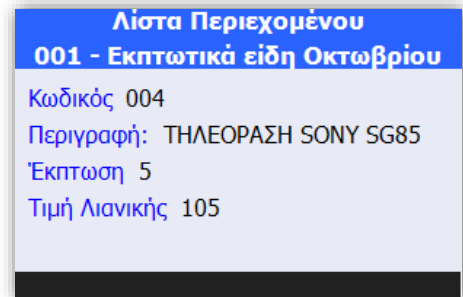 Λίστα Περιεχομένου
001 - Εκπτωτικά είδη Οκτωβρίου
Κωδικός 004
Περιγραφή: ΤΗΛΕΟΡΑΣΗ SONY SG85
Έκπτωση 5
Τιμή Λιανικής 105